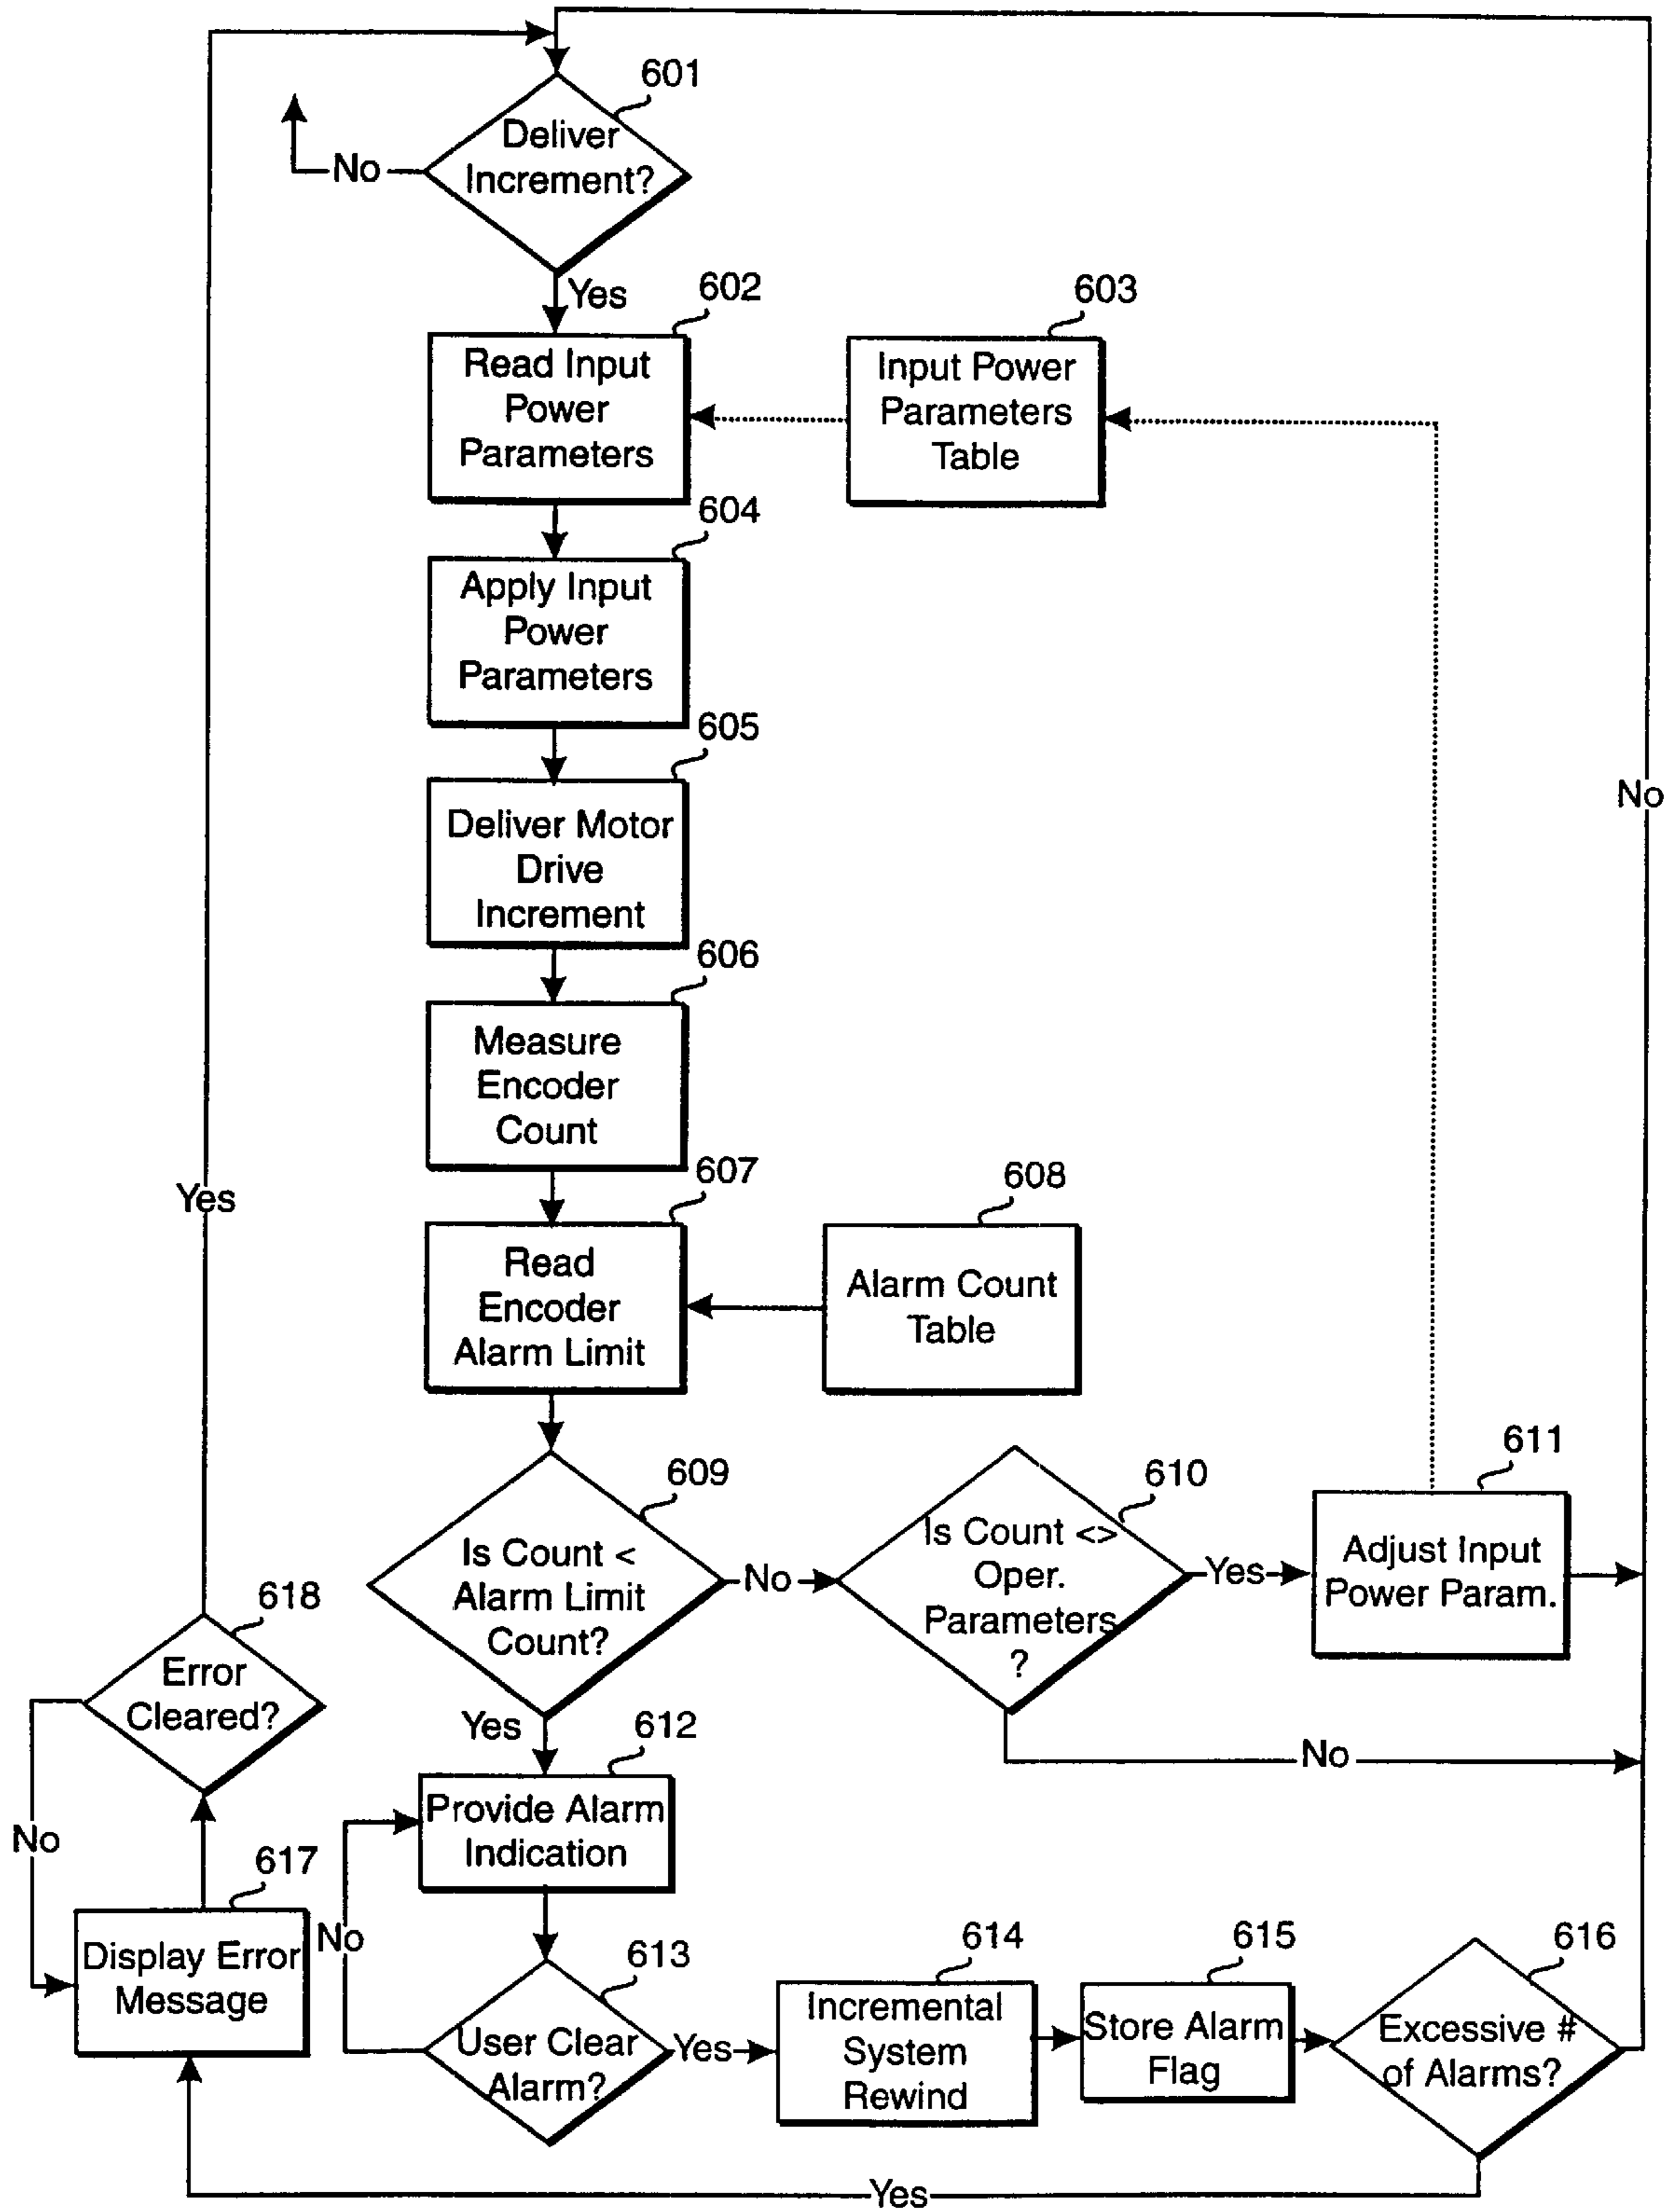 601
Deliver
Increment?
No
Yes
602
Read Input
Power
Parameters
603
Input Power
Parameters
Table
604
Apply Input
Power
Parameters
605
Deliver Motor
Drive
Increment
No
606
Measure
Encoder
Count
607
Read
Encoder
Alarm Limit
608
Alarm Count
Table
Yes
609
Is Count <
Alarm Limit
Count?
No
610
Is Count <>
Oper.
Parameters
?
Yes
611
Adjust Input
Power Param.
No
618
Error
Cleared?
No
Yes
612
Provide Alarm
Indication
617
Display Error
Message
No
613
User Clear
Alarm?
Yes
614
Incremental
System
Rewind
615
Store Alarm
Flag
616
Excessive #
of Alarms?
Yes